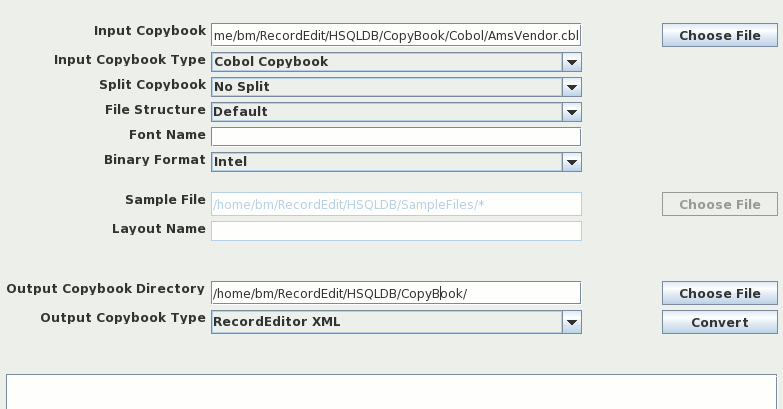 Input Copybook me/bm/RecordEdit/HSQLDB/CopyBook/Cobol/AmsVendor.cbl Choose File
Input Copybook Type Cobol Copybook
Split Copybook No Split
File Structure Default
Font Name
Binary Format Intel
Sample File /home/bm/RecordEdit/HSQLDB/SampleFiles/* Choose File
Layout Name
Output Copybook Directory /home/bm/RecordEdit/HSQLDB/CopyBook/ Choose File
Output Copybook Type RecordEditor XML Convert